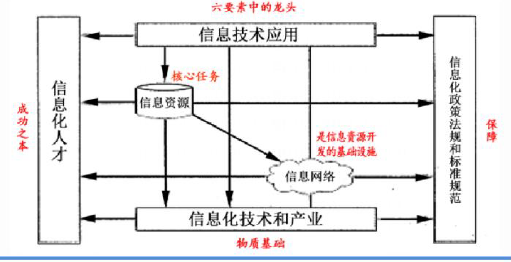 六要素中的龙头
信息技术应用
核心任务
信息资源
信息化人才
成功之本
是信息资源开
发的基础设施
信息网络
信息化政策法规和标准规范
保障
信息化技术和产业
物质基础